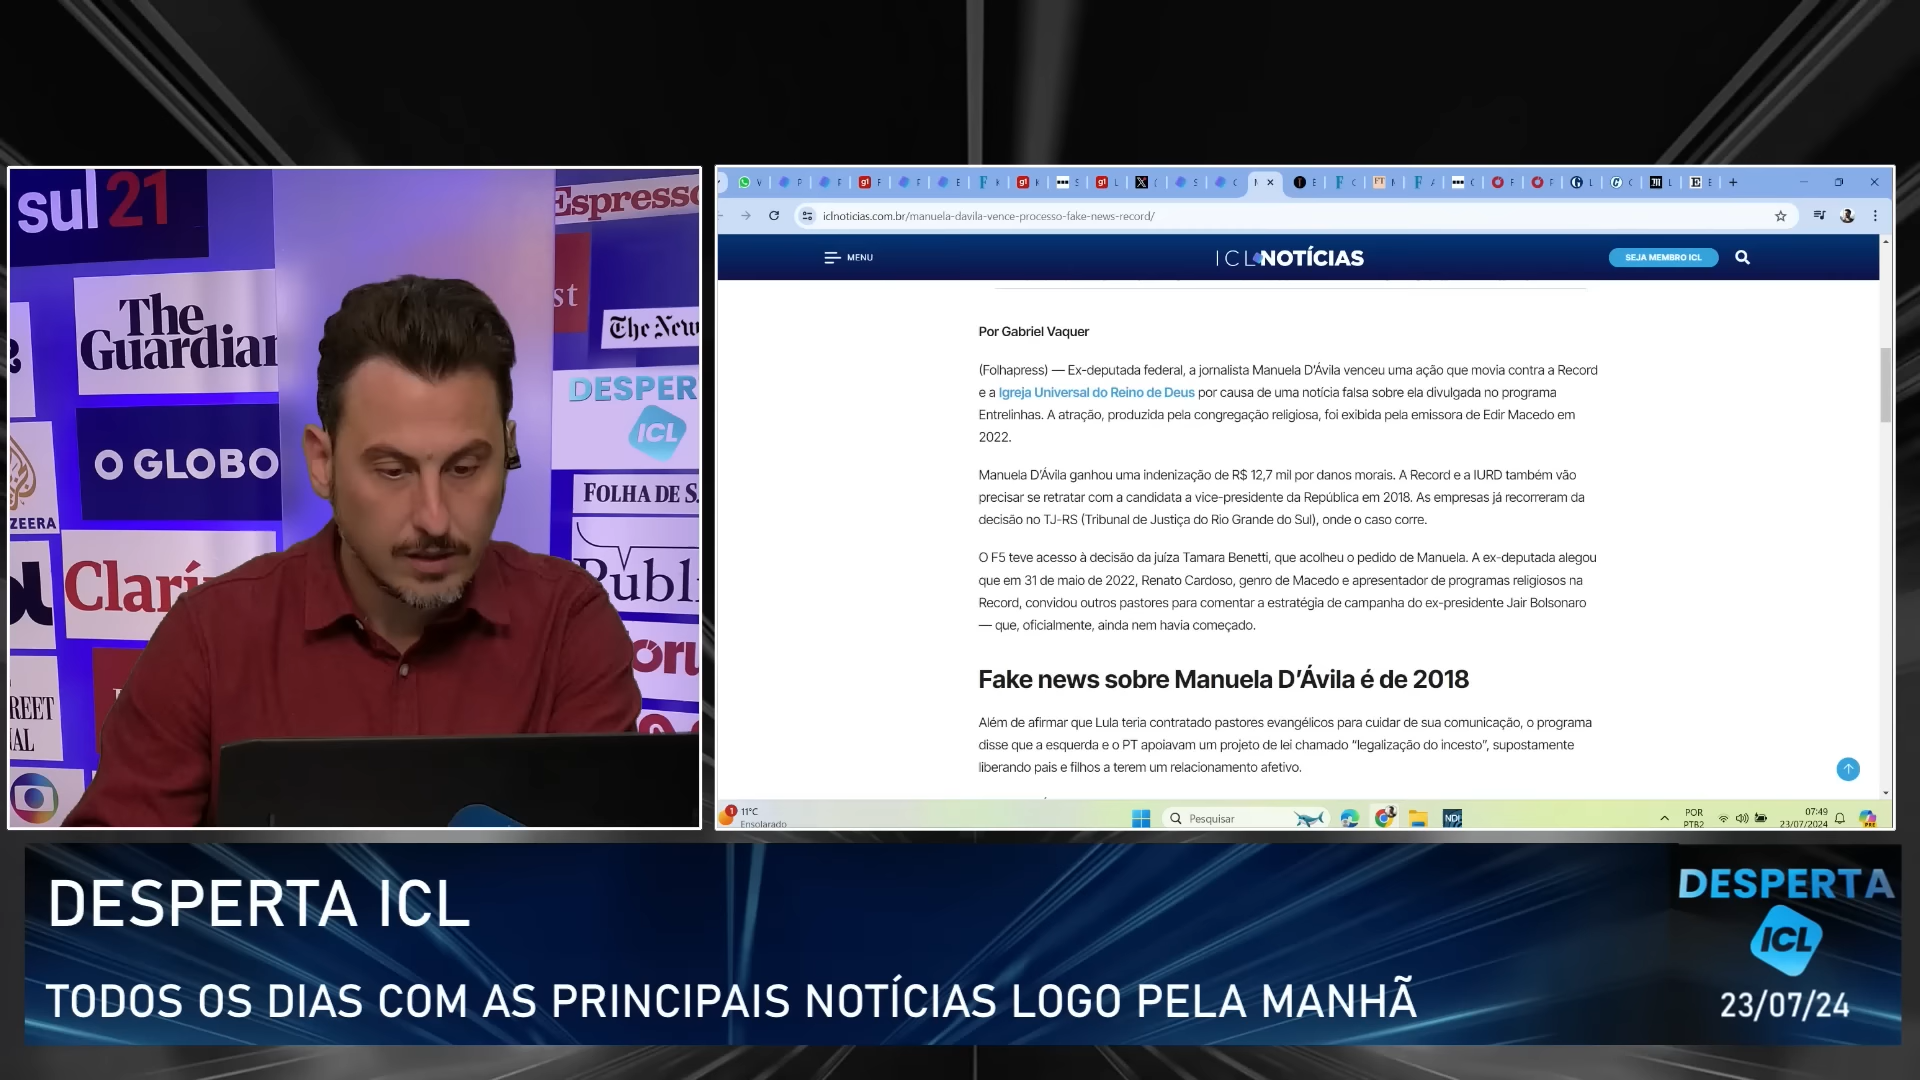 sul21
Espresso
The
Guardian
st
The New
DESPER
ICL
O GLOBO
FOLHA DE S.
ZEERA
Clarín
Públi
REET
AL
iclnoticias.com.br/manuela-davila-vence-processo-fake-news-record/
MENU
ICL NOTÍCIAS
SEJA MEMBRO ICL
Por Gabriel Vaquer
(Folhapress) — Ex-deputada federal, a jornalista Manuela D'Ávila venceu uma ação que movia contra a Record
e a Igreja Universal do Reino de Deus por causa de uma notícia falsa sobre ela divulgada no programa
Entrelinhas. A atração, produzida pela congregação religiosa, foi exibida pela emissora de Edir Macedo em
2022.
Manuela D'Ávila ganhou uma indenização de R$ 12,7 mil por danos morais. A Record e a IURD também vão
precisar se retratar com a candidata a vice-presidente da República em 2018. As empresas já recorreram da
decisão no TJ-RS (Tribunal de Justiça do Rio Grande do Sul), onde o caso corre.
O F5 teve acesso à decisão da juíza Tamara Benetti, que acolheu o pedido de Manuela. A ex-deputada alegou
que em 31 de maio de 2022, Renato Cardoso, genro de Macedo e apresentador de programas religiosos na
Record, convidou outros pastores para comentar a estratégia de campanha do ex-presidente Jair Bolsonaro
— que, oficialmente, ainda nem havia começado.
Fake news sobre Manuela D'Ávila é de 2018
Além de afirmar que Lula teria contratado pastores evangélicos para cuidar de sua comunicação, o programa
disse que a esquerda e o PT apoiavam um projeto de lei chamado “legalização do incesto”, supostamente
liberando pais e filhos a terem um relacionamento afetivo.
1
11°C
Ensolarado
Pesquisar
NDI
POR
PTB2
07:49
23/07/2024
DESPERTA ICL
TODOS OS DIAS COM AS PRINCIPAIS NOTÍCIAS LOGO PELA MANHÃ
DESPERTA
ICL
23/07/24